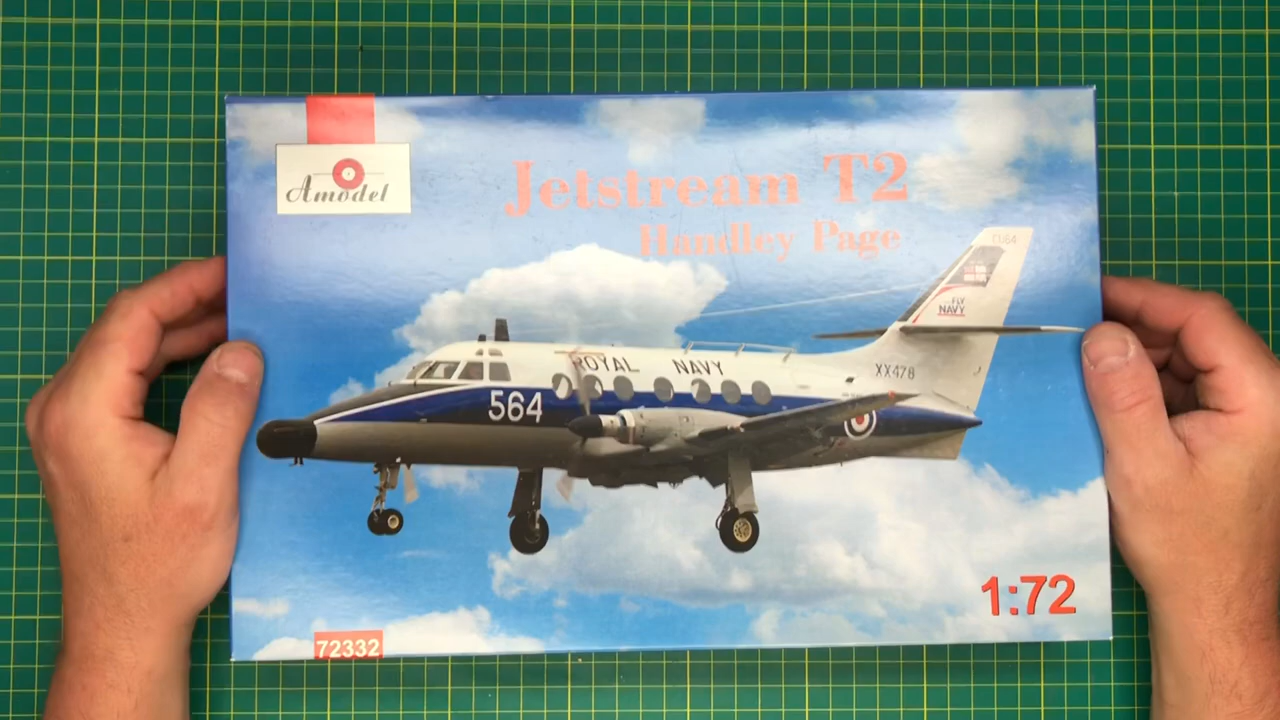 Amodel
Jetstream T2
Handley Page
FLY
NAVY
ROYAL NAVY
XX478
564
1:72
72332